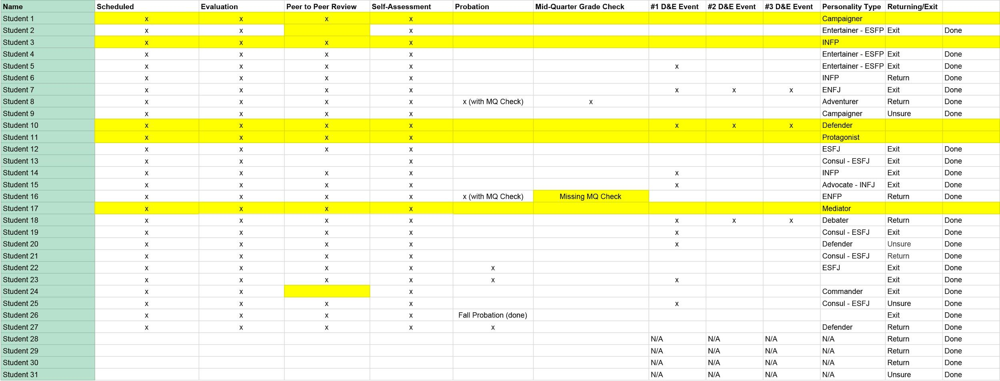 Name Scheduled Evaluation Peer to Peer Review Self-Assessment Probation Mid-Quarter Grade Check #1 D&E Event #2 D&E Event #3 D&E Event Personality Type Returning/Exit
Student 1 x x x x Campaigner
Student 2 x x x Entertainer - ESFP Exit Done
Student 3 x x x x INFP
Student 4 x x x x Entertainer - ESFP Exit Done
Student 5 x x x x x Entertainer - ESFP Exit Done
Student 6 x x x x INFP Return Done
Student 7 x x x x x x x ENFJ Exit Done
Student 8 x x x x x (with MQ Check) x Adventurer Return Done
Student 9 x x x x Campaigner Unsure Done
Student 10 x x x x x x x Defender
Student 11 x x x x Protagonist
Student 12 x x x x ESFJ Exit Done
Student 13 x x x Consul - ESFJ Exit Done
Student 14 x x x x x INFP Exit Done
Student 15 x x x x x Advocate - INFJ Exit Done
Student 16 x x x x x (with MQ Check) Missing MQ Check ENFP Return Done
Student 17 x x x x Mediator
Student 18 x x x x x x x Debater Return Done
Student 19 x x x x x Consul - ESFJ Exit Done
Student 20 x x x x x Defender Unsure Done
Student 21 x x x x Consul - ESFJ Return Done
Student 22 x x x x x ESFJ Exit Done
Student 23 x x x x x x Exit Done
Student 24 x x x Commander Exit Done
Student 25 x x x x x Consul - ESFJ Unsure Done
Student 26 x x x x Fall Probation (done) Exit Done
Student 27 x x x x x Defender Return Done
Student 28 N/A N/A N/A N/A Return Done
Student 29 N/A N/A N/A N/A Return Done
Student 30 N/A N/A N/A N/A Return Done
Student 31 N/A N/A N/A N/A Unsure Done